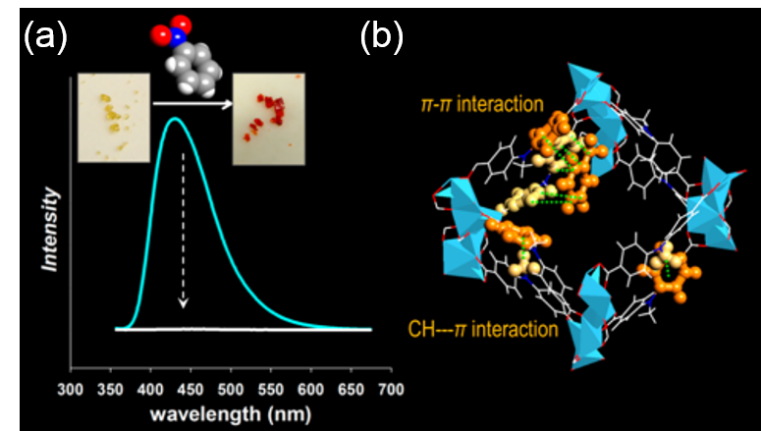 (a)
(b)
π-π interaction
Intensity
CH---π interaction
300 350 400 450 500 550 600 650 700
wavelength (nm)